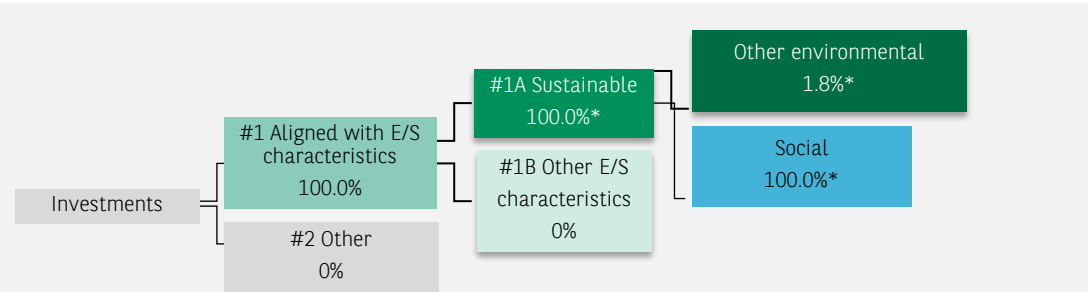 Investments
#1 Aligned with E/S
characteristics
100.0%
#2 Other
0%
#1A Sustainable
100.0%*
#1B Other E/S
characteristics
0%
Other environmental
1.8%*
Social
100.0%*